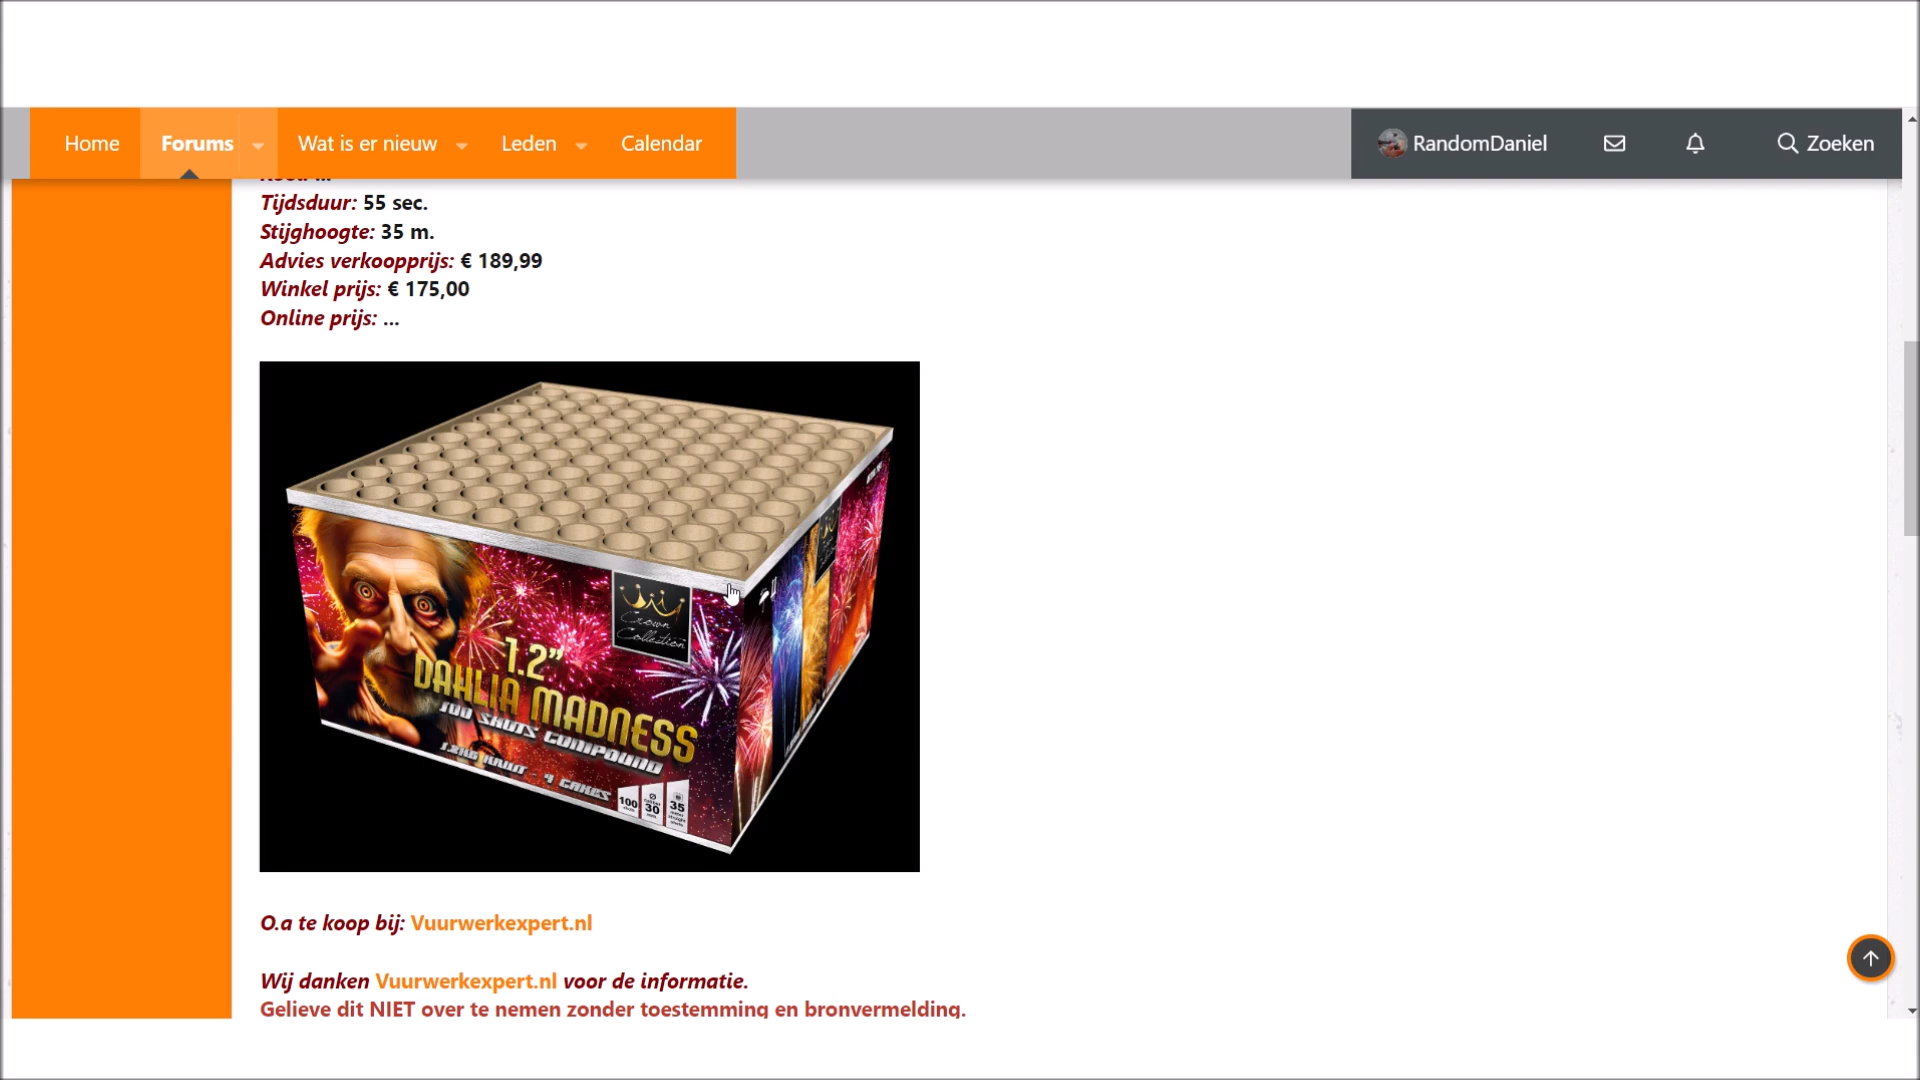 Home
Forums
Wat is er nieuw
Leden
Calendar
RandomDaniel
Zoeken
Tijdsduur: 55 sec.
Stijghoogte: 35 m.
Advies verkoopprijs: € 189,99
Winkel prijs: € 175,00
Online prijs: ...
Crown
Collection
1.2”
DAHLIA MADNESS
100 SHOTS COMPOUND
100
30
35
O.a te koop bij: Vuurwerkexpert.nl
Wij danken Vuurwerkexpert.nl voor de informatie.
Gelieve dit NIET over te nemen zonder toestemming en bronvermelding.